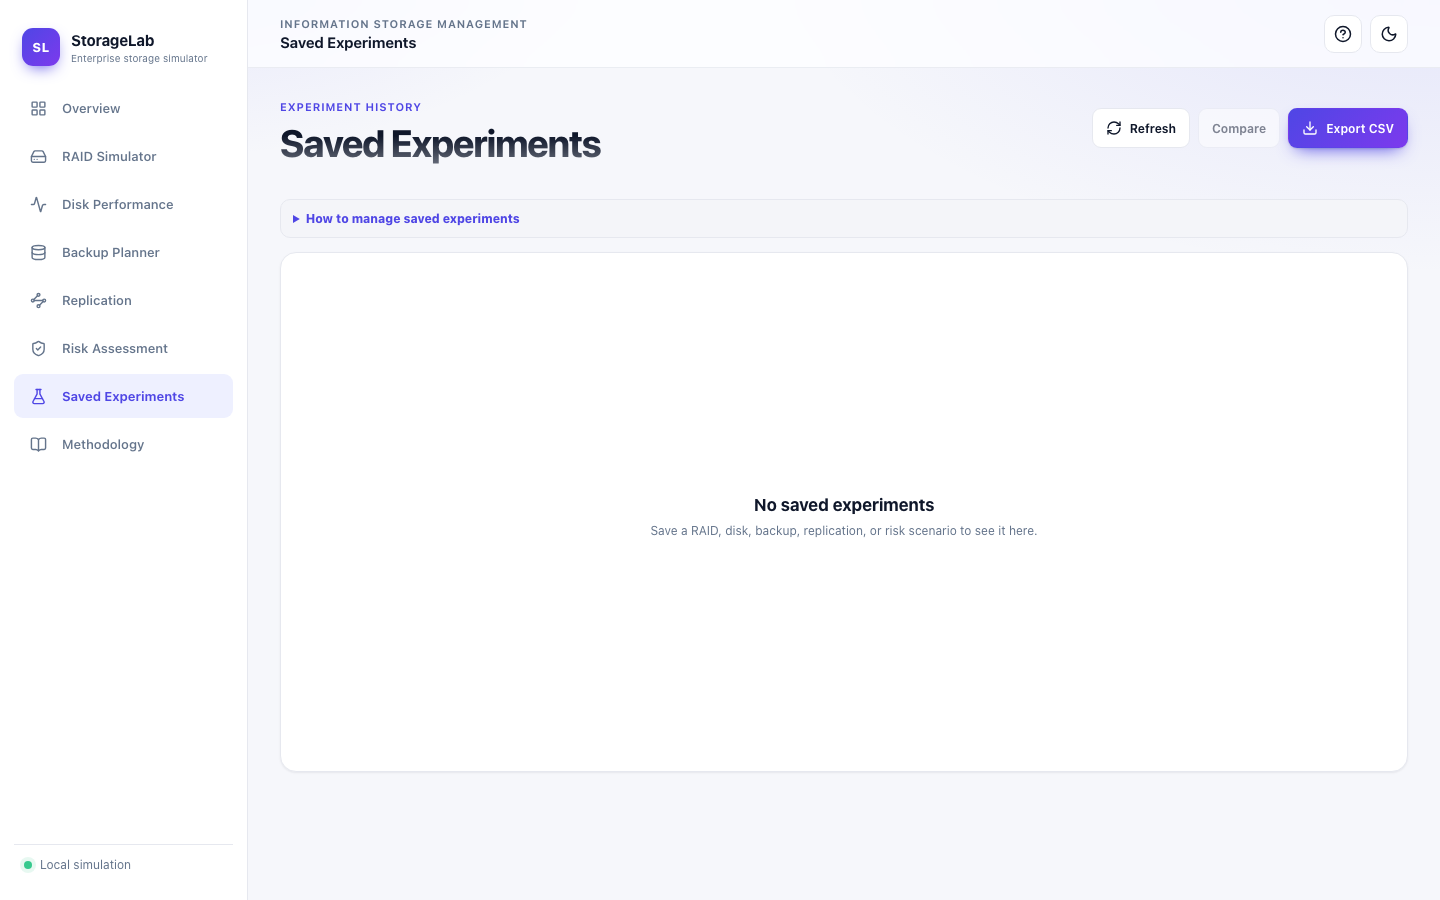 SL
StorageLab
Enterprise storage simulator
Overview
RAID Simulator
Disk Performance
Backup Planner
Replication
Risk Assessment
Saved Experiments
Methodology
Local simulation
INFORMATION STORAGE MANAGEMENT
Saved Experiments
EXPERIMENT HISTORY
Saved Experiments
Refresh
Compare
Export CSV
How to manage saved experiments
No saved experiments
Save a RAID, disk, backup, replication, or risk scenario to see it here.